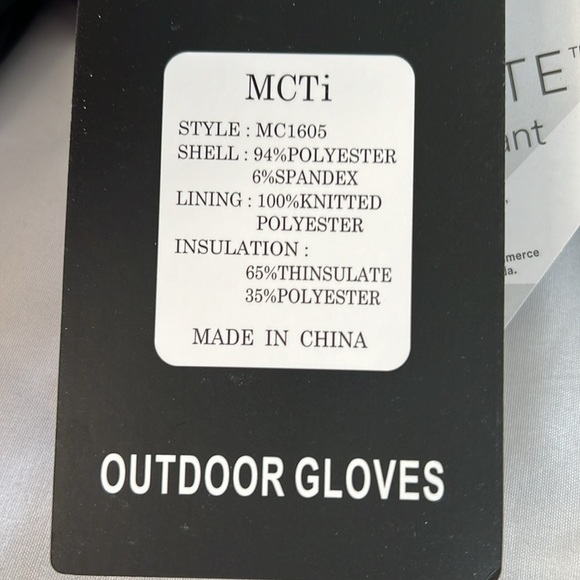 MCTi
STYLE : MC1605
SHELL : 94%POLYESTER
6%SPANDEX
LINING : 100%KNITTED
POLYESTER
INSULATION :
65%THINSULATE
35%POLYESTER
MADE IN CHINA
OUTDOOR GLOVES
TE™